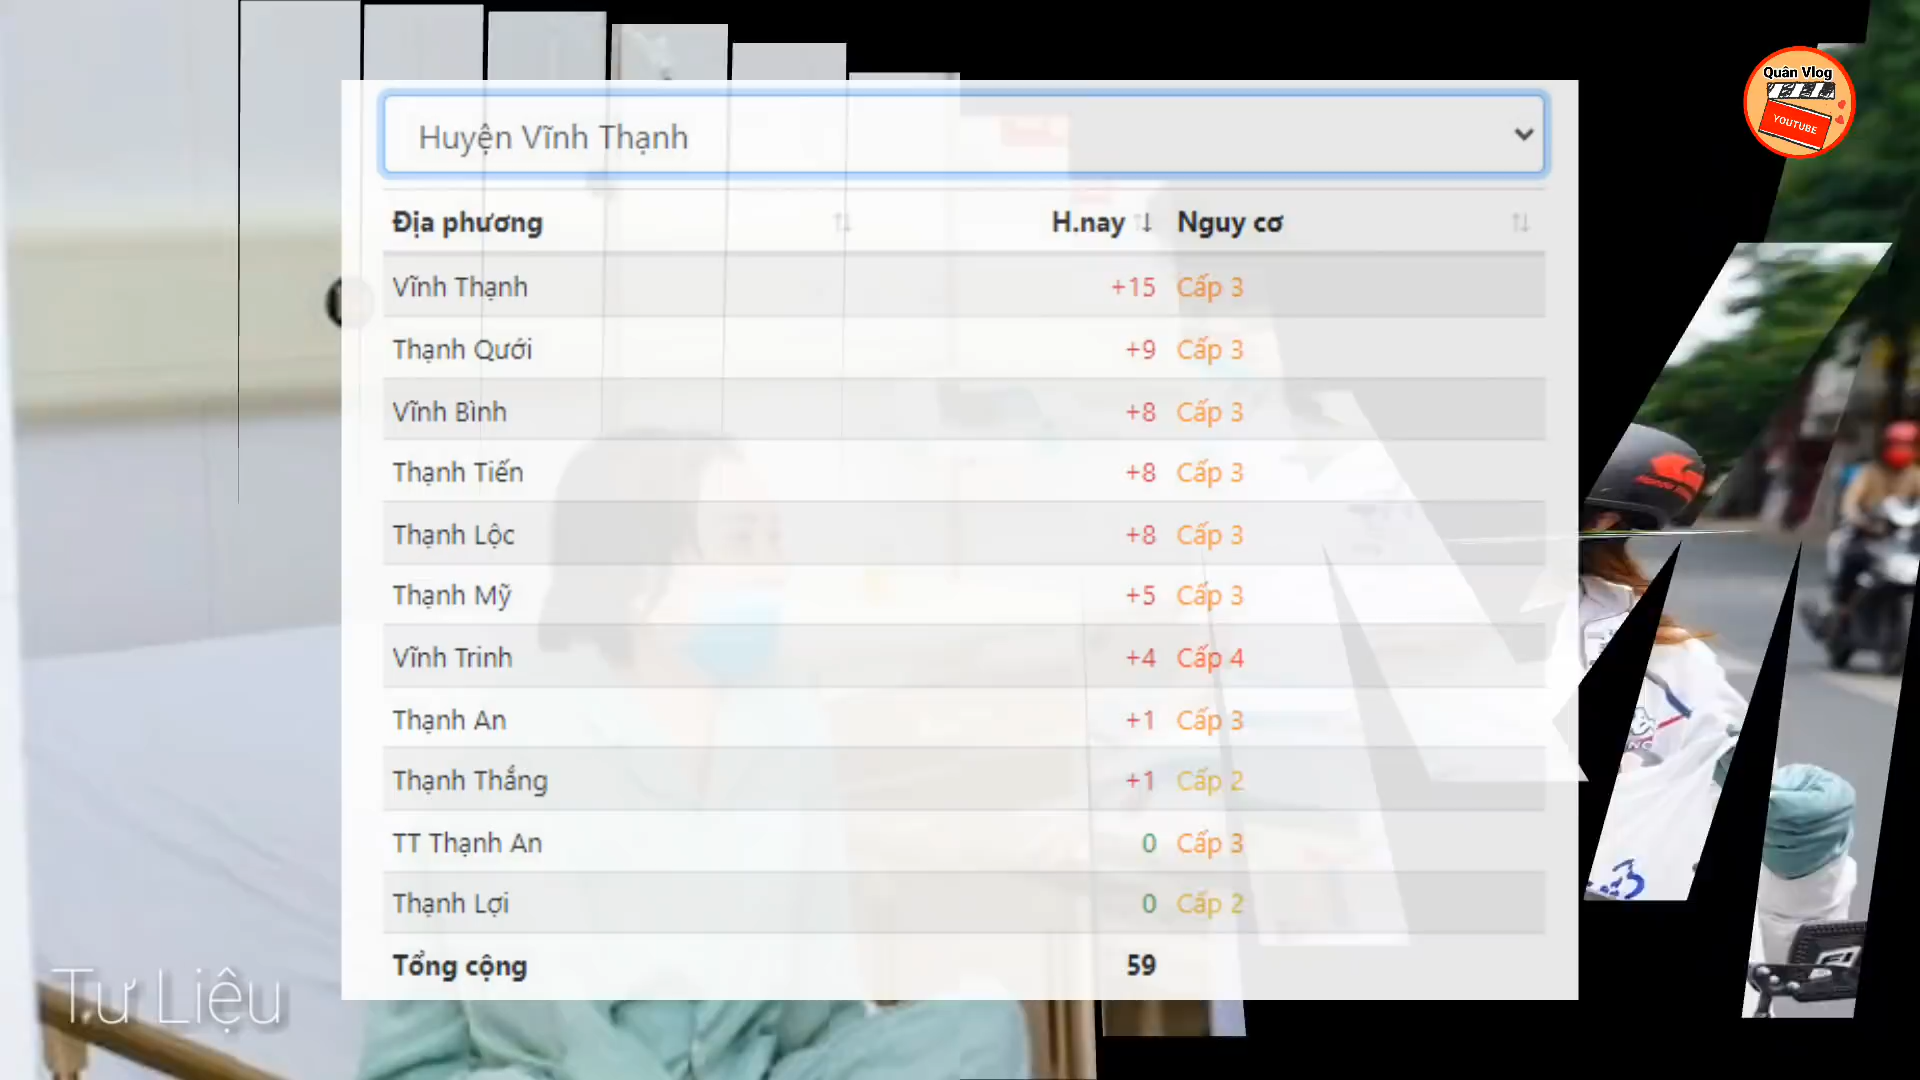 Quân Vlog
YOUTUBE
Huyện Vĩnh Thạnh
Địa phương H.nay Nguy cơ
Vĩnh Thạnh +15 Cấp 3
Thạnh Qưới +9 Cấp 3
Vĩnh Bình +8 Cấp 3
Thạnh Tiến +8 Cấp 3
Thạnh Lộc +8 Cấp 3
Thạnh Mỹ +5 Cấp 3
Vĩnh Trinh +4 Cấp 4
Thạnh An +1 Cấp 3
Thạnh Thắng +1 Cấp 2
TT Thạnh An 0 Cấp 3
Thạnh Lợi 0 Cấp 2
Tổng cộng 59
Tư Liệu